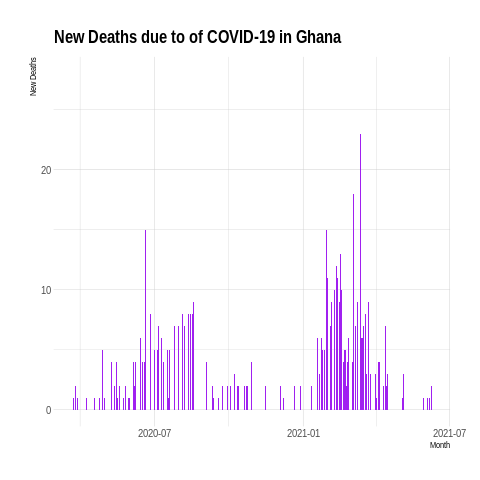 New Deaths due to of COVID-19 in Ghana
New Deaths
20
10
0
2020-07
2021-01
2021-07
Month